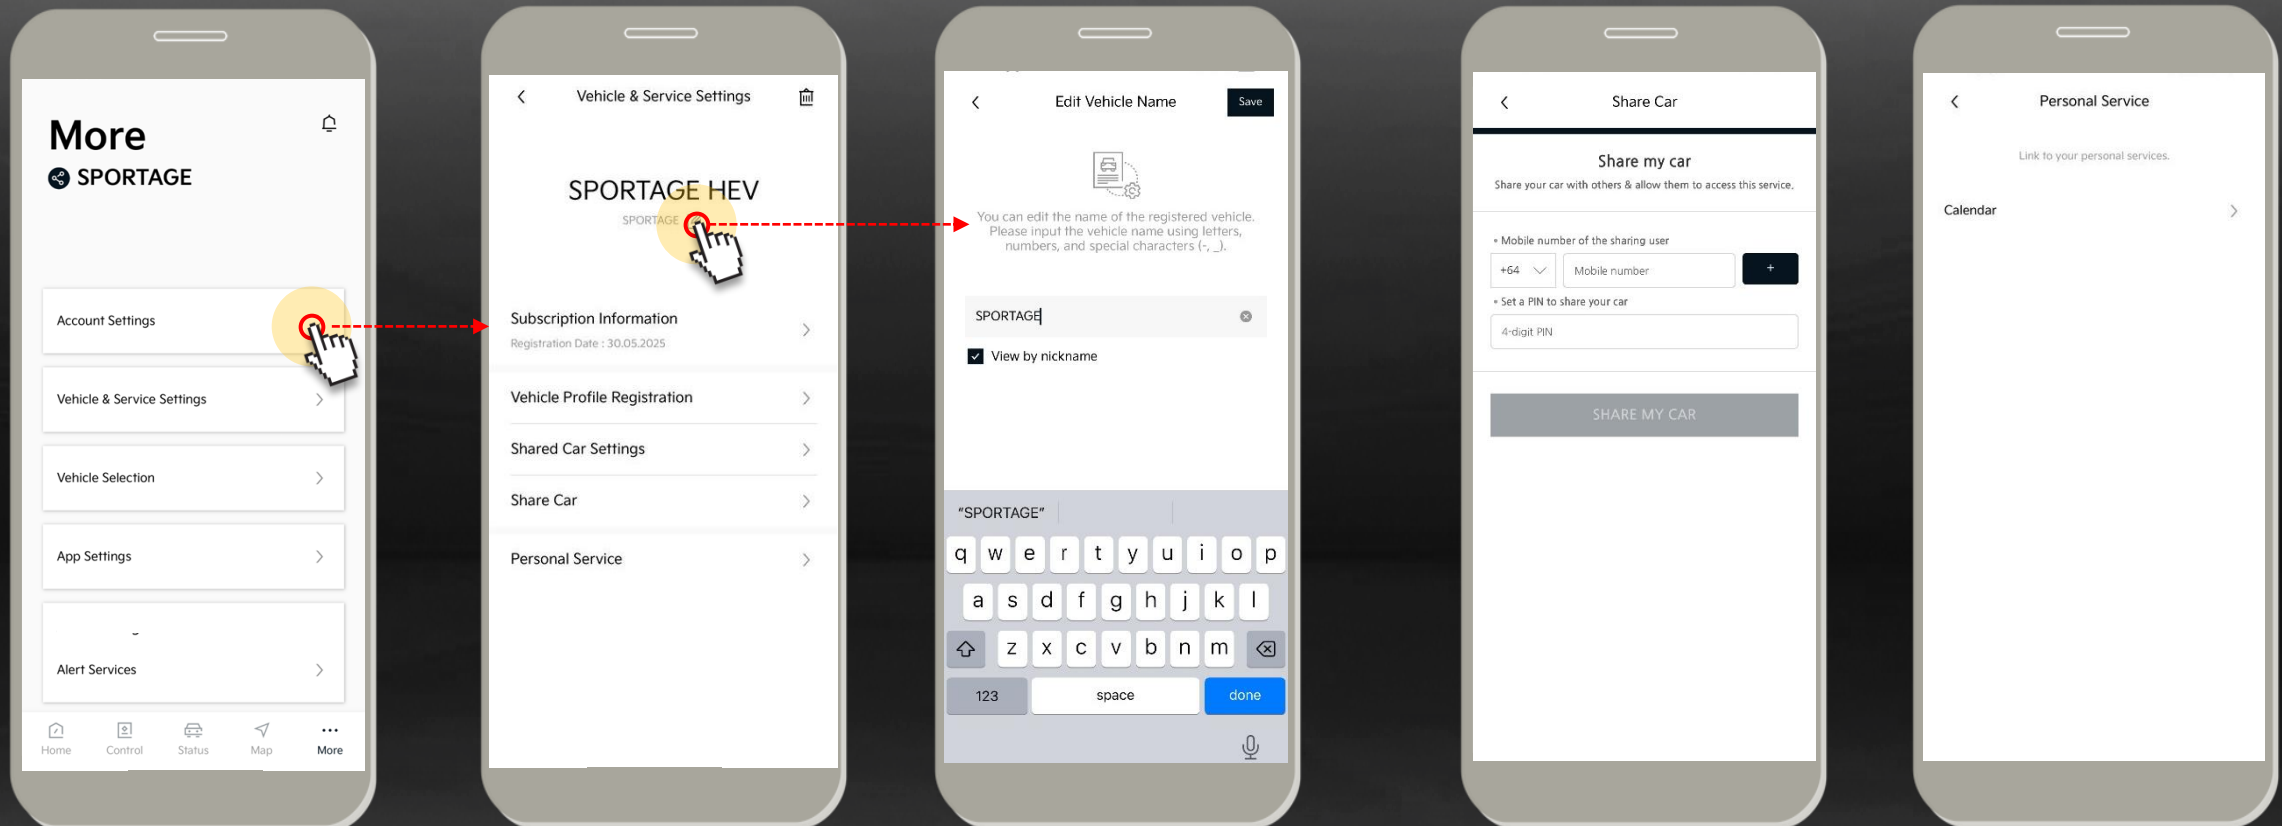 More
SPORTAGE
Account Settings
Vehicle & Service Settings
Vehicle Selection
App Settings
Alert Services
Home
Control
Status
Map
More
Vehicle & Service Settings
SPORTAGE HEV
SPORTAGE
Subscription Information
Registration Date : 30.05.2025
Vehicle Profile Registration
Shared Car Settings
Share Car
Personal Service
Edit Vehicle Name
Save
You can edit the name of the registered vehicle.
Please input the vehicle name using letters,
numbers, and special characters (-, _).
SPORTAGE
View by nickname
“SPORTAGE”
q w e r t y u i o p
a s d f g h j k l
z x c v b n m
123
space
done
Share Car
Share my car
Share your car with others & allow them to access this service.
Mobile number of the sharing user
+64
Mobile number
+
Set a PIN to share your car
4-digit PIN
SHARE MY CAR
Personal Service
Link to your personal services.
Calendar